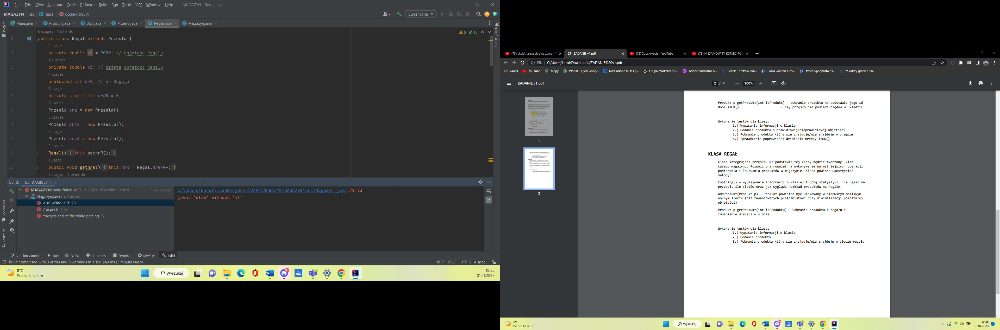 File Edit View Navigate Code Refactor Build Run Tools VCS Window Help MAGAZYN - Regal.java
MAGAZYN src Regal dodajProdukt
Current File
Main.java Produkt.java Slot.java Przeslo.java Regal.java Magazyn.java
Project
Notifications
6 usages 1 inheritor
5 15
1 public class Regal extends Przeslo {
2 usages
2 private double vR = 9000; // objetosc Regalu
10 usages
3 private double vZ; // zajeta objetosc Regalu
4 usages
4 protected int nrR; // nr Regalu
1 usage
5 private static int nrRR = 0;
8 usages
6 Przeslo prz = new Przeslo();
8 usages
7 Przeslo prz2 = new Przeslo();
8 usages
8 Przeslo prz3 = new Przeslo();
2 usages
9 Regal() { this.setnrR(); }
1 usage
12 public void setnrR() { this.nrR = Regal.nrRR++; }
9 usages 1 override
Build: Build Output
MAGAZYN: build failed At 01.01.2023 19:33 with 3 errors 1 sec, 240 ms
Magazyn.java src 3 errors
'else' without 'if' :79
';' expected :87
reached end of file while parsing :97
C:\Users\karol\IdeaProjects\JAVA\MAGAZYN\MAGAZYN\src\Magazyn.java:79:13
java: 'else' without 'if'
Bookmarks
Structure
Version Control Run TODO Problems Terminal Services Build
Build completed with 3 errors and 0 warnings in 1 sec, 240 ms (2 minutes ago) 18:17 CRLF UTF-8 4 spac...
8°C
Przew. bezchm.
Wyszukaj
9+
19:35
01.01.2023
(73) skoki narciarskie na żywo - ZADANIE v1.pdf (73) Subskrypcje - YouTube (73) NIESAMOWITY KONIEC ROK
Plik C:/Users/karol/Downloads/ZADANIE%20v1.pdf
Gmail YouTube Mapy WSZIB – Dysk Goog... Kurs Adobe InDesig... Grupa Marketer Sp.... Adobe Illustrator o... Grafik - Kraków, ma... Praca Graphic Desi... Praca Specjalista ds... Młodszy grafik e-co...
ZADANIE v1.pdf 2 / 2 100%
1
2
Produkt p getProdukt(int idProdukt) – pobranie produktu na podstawie jego id
Bool isOK() - czy przęsło nie posiada błędów w układzie
Wykonanie testów dla klasy:
1.) Wypisanie informacji o klasie
2.) Dodanie produktu o prawidłowej/nieprawidłowej objętości
3.) Pobranie produktu który się znajduje/nie znajduje w przęśle
4.) Sprawdzenie poprawności działania metody isOK()
KLASA REGAŁ
Klasa integrująca przęsła. Na podstawie tej klasy będzie tworzony układ
całego magazynu. Pozwoli ona również na wykonywanie najważniejszych operacji
pobierania i lokowania produktów w magazynie. Klasa powinna udostępniać
metody:
toString() – wypisywanie informacji o klasie, trochę statystyki, ile regał ma
przęseł, ile slotów oraz jak wygląda rozkład produktów na regale.
addProdukt(Produkt p) – Produkt powinien być ulokowany w pierwszym możliwym
wolnym slocie (dla zawansowanych programistów: przy minimalizacji pozostałej
objętości)
Produkt p getProdukt(int idProduktu) – Pobranie produktu z regału i
zwolnienie miejsca w slocie
Wykonanie testów dla klasy:
1.) Wypisanie informacji o klasie
2.) Dodanie produktu
3.) Pobranie produktu który się znajduje/nie znajduje w slocie regału
8°C
Przew. bezchm.
Wyszukaj
9+
19:35
01.01.2023
1